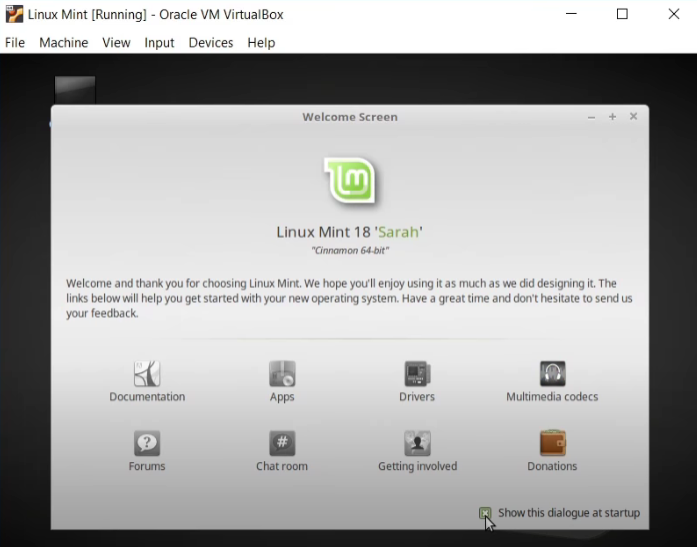 Linux Mint [Running] - Oracle VM VirtualBox
File Machine View Input Devices Help
Welcome Screen
Linux Mint 18 'Sarah'
"Cinnamon 64-bit"
Welcome and thank you for choosing Linux Mint. We hope you'll enjoy using it as much as we did designing it. The
links below will help you get started with your new operating system. Have a great time and don't hesitate to send us
your feedback.
Documentation Apps Drivers Multimedia codecs
Forums Chat room Getting involved Donations
Show this dialogue at startup